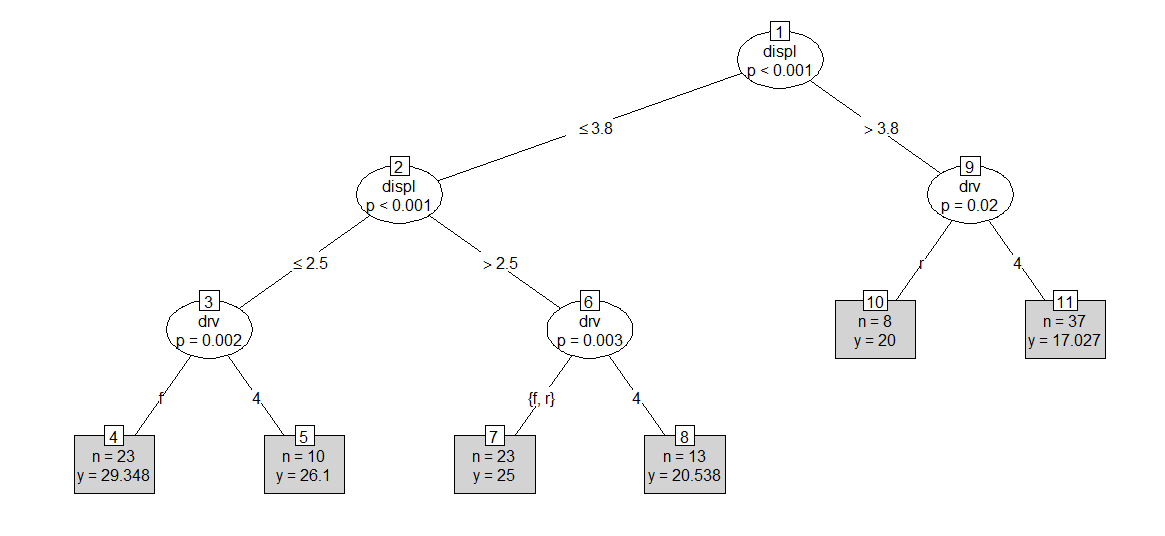 1
displ
p < 0.001
≤ 3.8
> 3.8
2
displ
p < 0.001
9
drv
p = 0.02
≤ 2.5
> 2.5
r
4
3
drv
p = 0.002
6
drv
p = 0.003
10
n = 8
y = 20
11
n = 37
y = 17.027
f
4
{f, r}
4
4
n = 23
y = 29.348
5
n = 10
y = 26.1
7
n = 23
y = 25
8
n = 13
y = 20.538